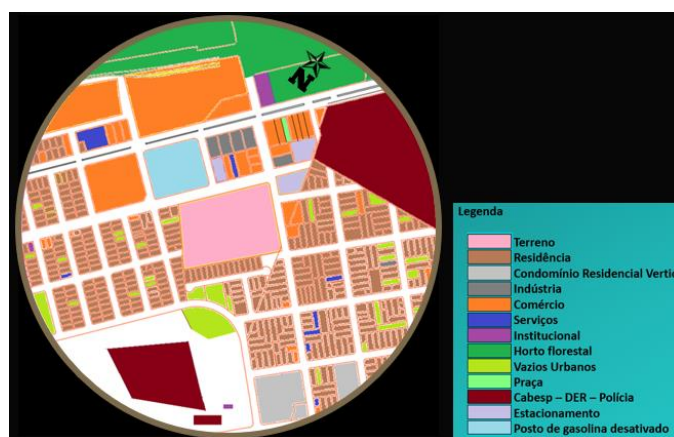 N
Legenda
Terreno
Residência
Condomínio Residencial Vertic
Indústria
Comércio
Serviços
Institucional
Horto florestal
Vazios Urbanos
Praça
Cabesp – DER – Polícia
Estacionamento
Posto de gasolina desativado